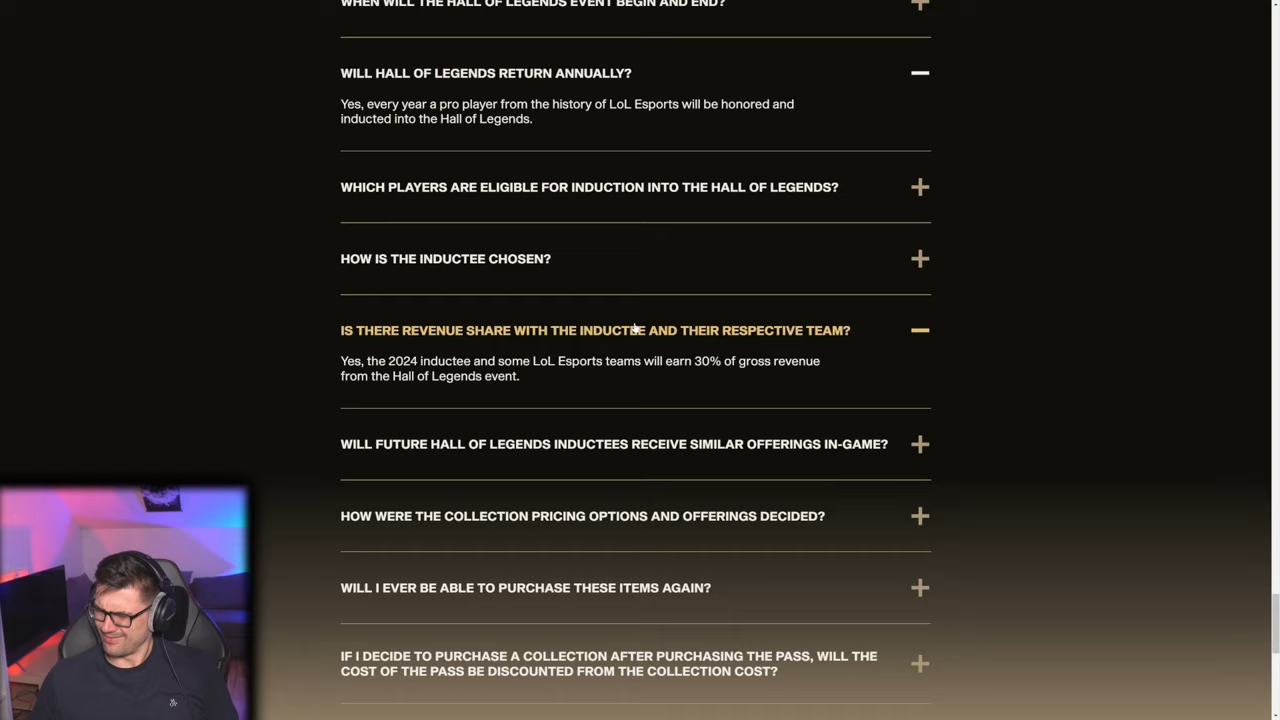 WHEN WILL THE HALL OF LEGENDS EVENT BEGIN AND END?
WILL HALL OF LEGENDS RETURN ANNUALLY?
Yes, every year a pro player from the history of LoL Esports will be honored and
inducted into the Hall of Legends.
WHICH PLAYERS ARE ELIGIBLE FOR INDUCTION INTO THE HALL OF LEGENDS?
HOW IS THE INDUCTEE CHOSEN?
IS THERE REVENUE SHARE WITH THE INDUCTEE AND THEIR RESPECTIVE TEAM?
Yes, the 2024 inductee and some LoL Esports teams will earn 30% of gross revenue
from the Hall of Legends event.
WILL FUTURE HALL OF LEGENDS INDUCTEES RECEIVE SIMILAR OFFERINGS IN-GAME?
HOW WERE THE COLLECTION PRICING OPTIONS AND OFFERINGS DECIDED?
WILL I EVER BE ABLE TO PURCHASE THESE ITEMS AGAIN?
IF I DECIDE TO PURCHASE A COLLECTION AFTER PURCHASING THE PASS, WILL THE
COST OF THE PASS BE DISCOUNTED FROM THE COLLECTION COST?